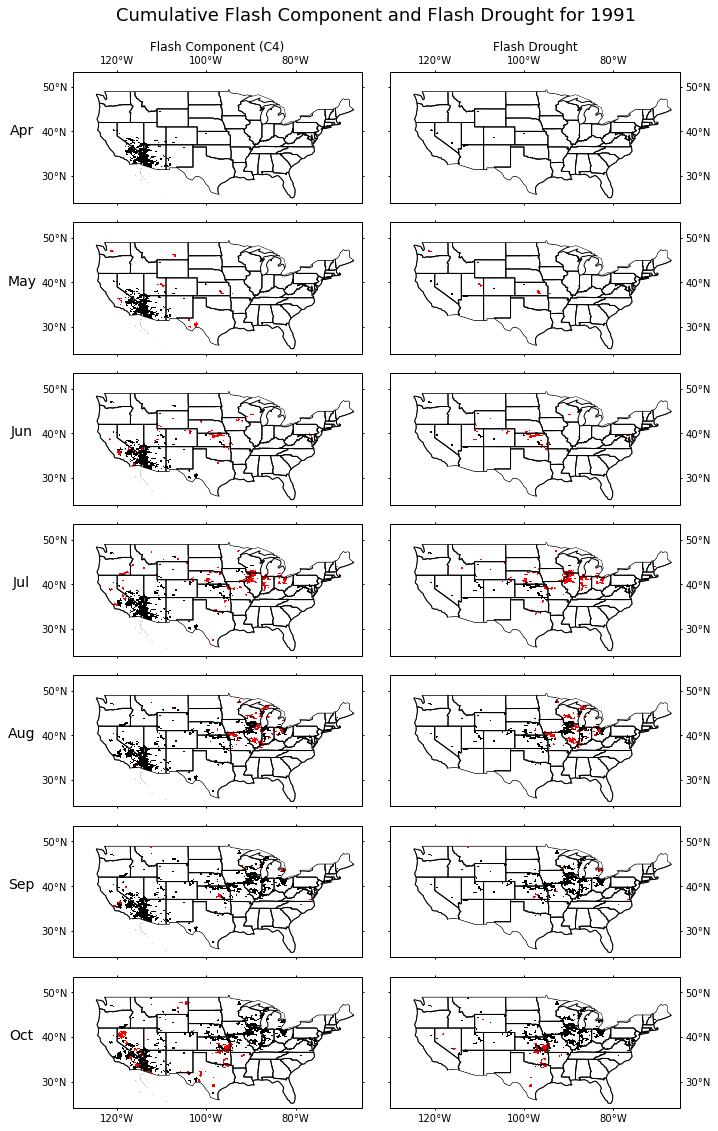 Cumulative Flash Component and Flash Drought for 1991
Flash Component (C4) Flash Drought
120°W 100°W 80°W 120°W 100°W 80°W
50°N 50°N
Apr 40°N 40°N
30°N 30°N
50°N 50°N
May 40°N 40°N
30°N 30°N
50°N 50°N
Jun 40°N 40°N
30°N 30°N
50°N 50°N
Jul 40°N 40°N
30°N 30°N
50°N 50°N
Aug 40°N 40°N
30°N 30°N
50°N 50°N
Sep 40°N 40°N
30°N 30°N
50°N 50°N
Oct 40°N 40°N
30°N 30°N
120°W 100°W 80°W 120°W 100°W 80°W